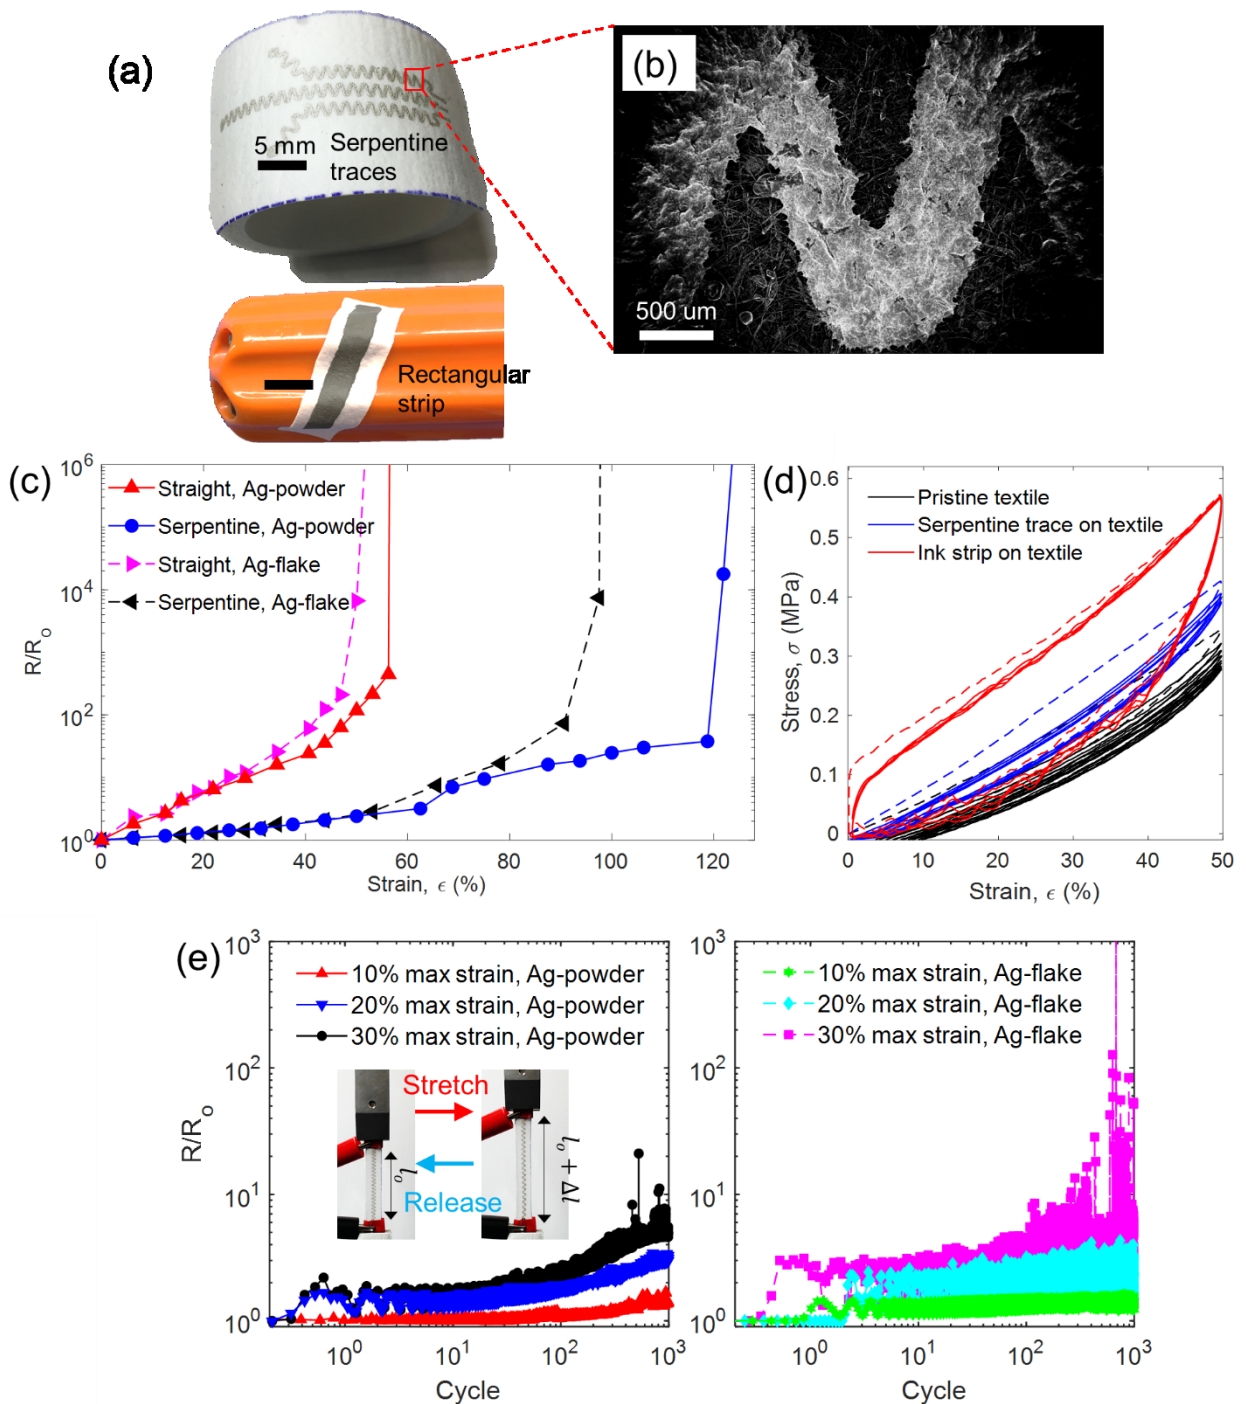 (a)
5 mm
Serpentine
traces
Rectangular
strip
(b)
500 um
(c)
10^6
10^4
10^2
10^0
R/R_o
Straight, Ag-powder
Serpentine, Ag-powder
Straight, Ag-flake
Serpentine, Ag-flake
0 20 40 60 80 100 120
Strain, ϵ (%)
(d)
0.6
0.5
0.4
0.3
0.2
0.1
0
Stress, σ (MPa)
Pristine textile
Serpentine trace on textile
Ink strip on textile
0 10 20 30 40 50
Strain, ϵ (%)
(e)
10^3
10^2
10^1
10^0
R/R_o
10% max strain, Ag-powder
20% max strain, Ag-powder
30% max strain, Ag-powder
Stretch
Release
l_o
l_o + Δl
10^0 10^1 10^2 10^3
Cycle
10^3
10^2
10^1
10^0
10% max strain, Ag-flake
20% max strain, Ag-flake
30% max strain, Ag-flake
10^0 10^1 10^2 10^3
Cycle